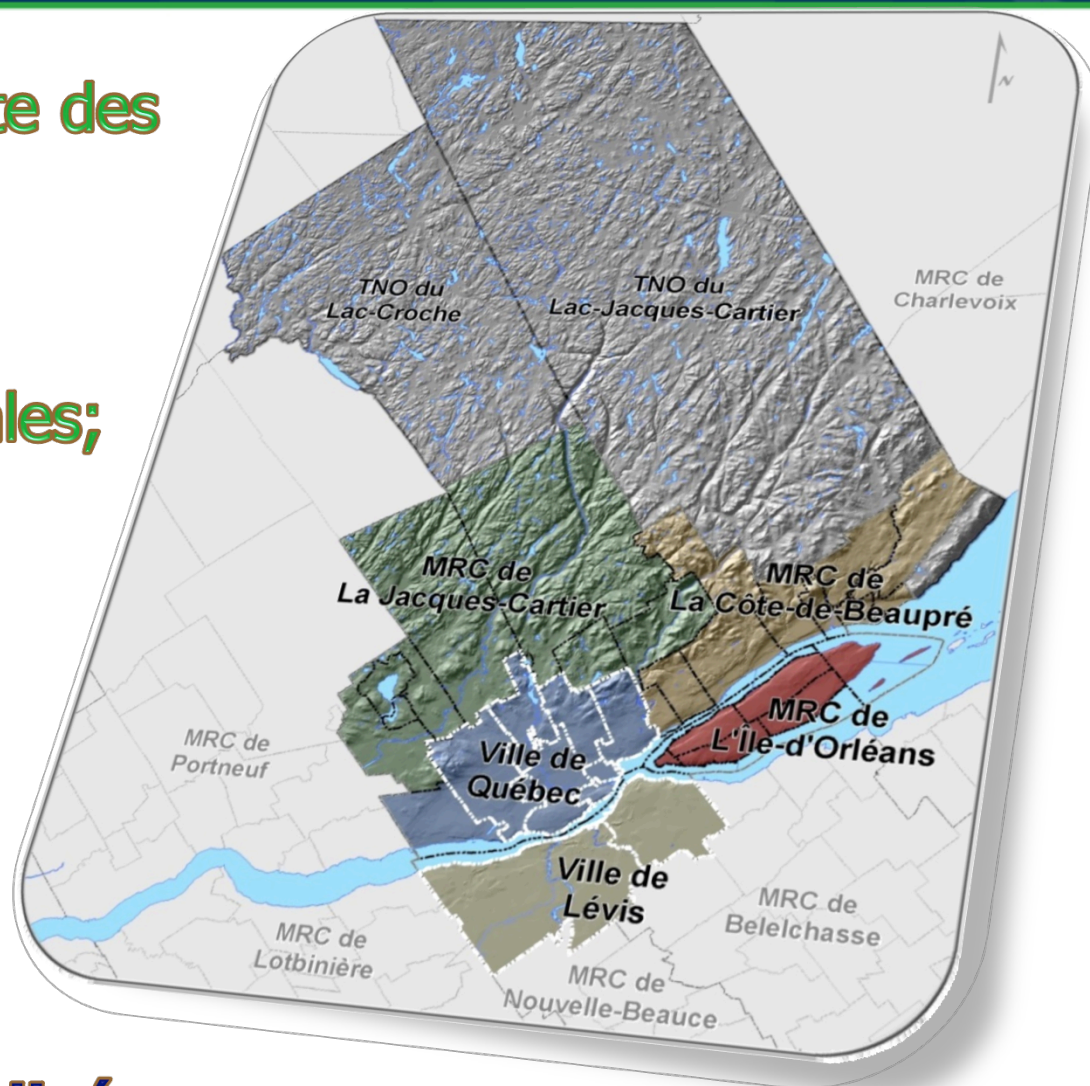 te des
les;
N
TNO du
Lac-Croche
TNO du
Lac-Jacques-Cartier
MRC de
Charlevoix
MRC de
La Jacques-Cartier
MRC de
La Côte-de-Beaupré
MRC de
L'Île-d'Orléans
MRC de
Portneuf
Ville de
Québec
Ville de
Lévis
MRC de
Belelchasse
MRC de
Lotbinière
MRC de
Nouvelle-Beauce